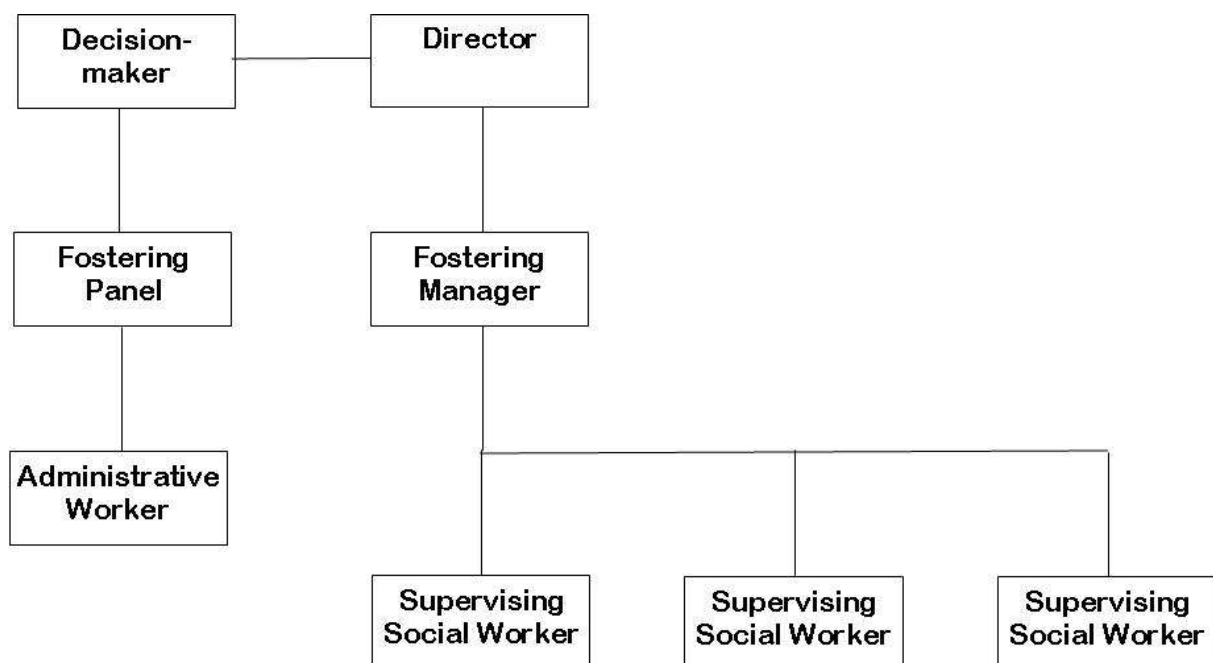 Decision-
maker
Director
Fostering
Panel
Fostering
Manager
Administrative
Worker
Supervising
Social Worker
Supervising
Social Worker
Supervising
Social Worker